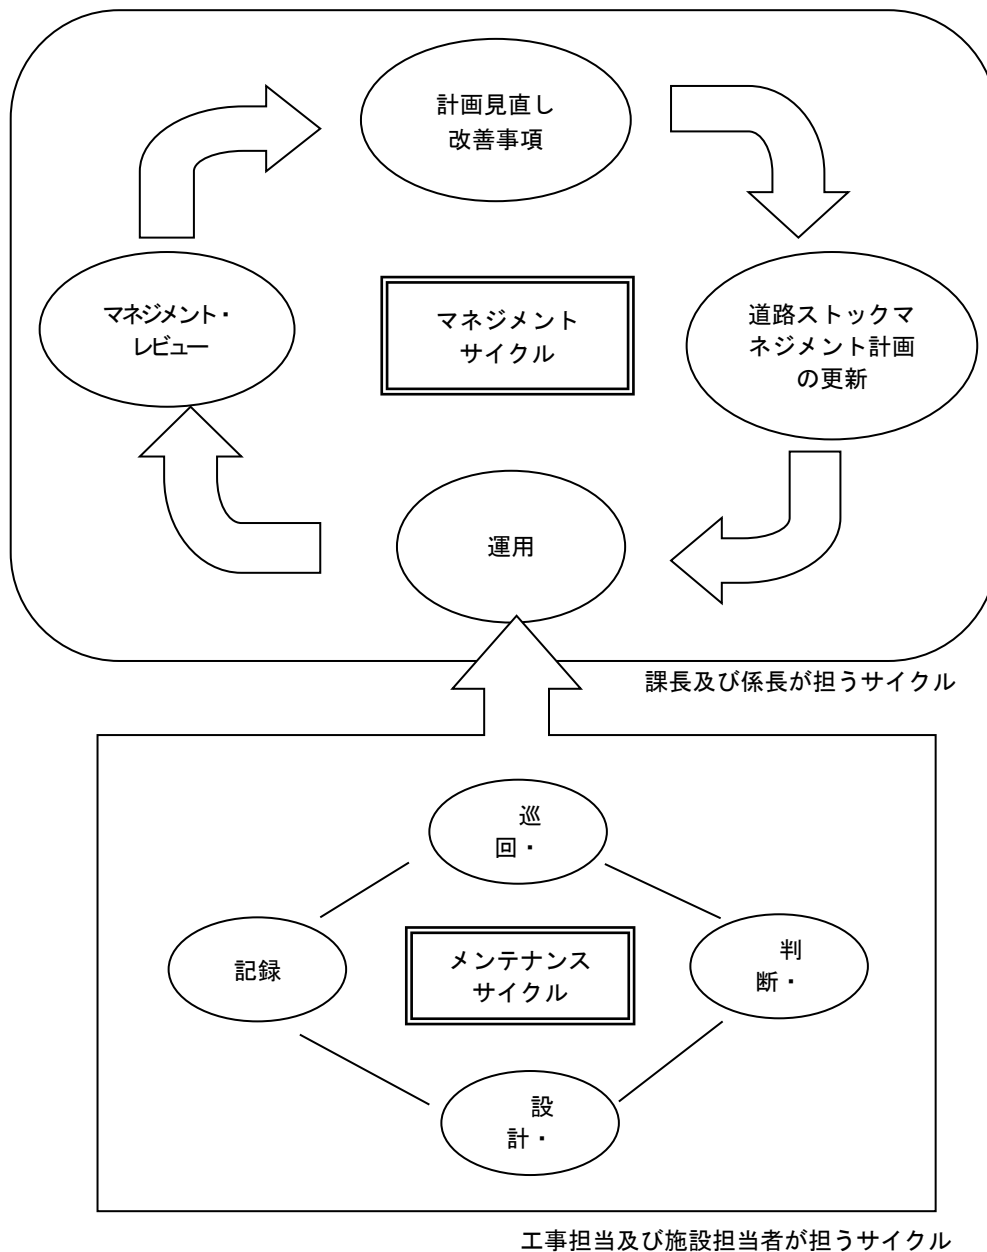 計画見直し
改善事項
マネジメント・
レビュー
マネジメント
サイクル
道路ストックマ
ネジメント計画
の更新
運用
課長及び係長が担うサイクル
巡
回・
記録
メンテナンス
サイクル
判
断・
設
計・
工事担当及び施設担当者が担うサイクル